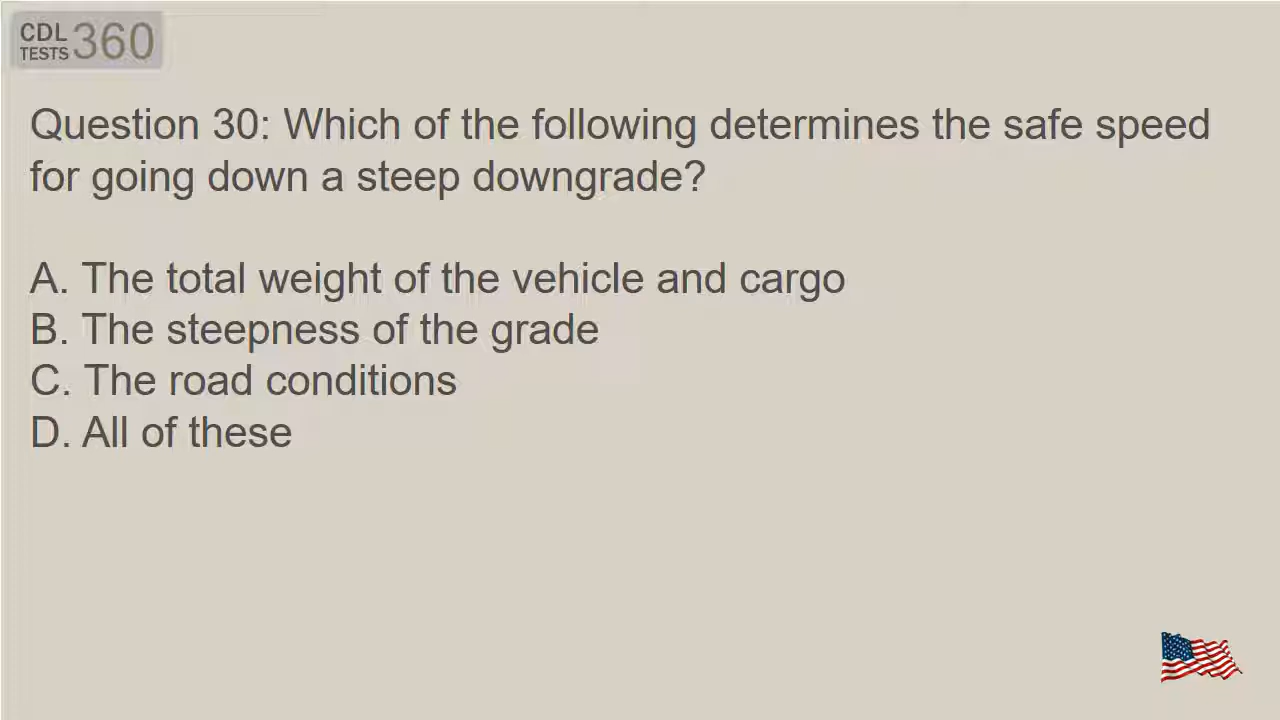 CDL
TESTS 360
Question 30: Which of the following determines the safe speed
for going down a steep downgrade?
A. The total weight of the vehicle and cargo
B. The steepness of the grade
C. The road conditions
D. All of these